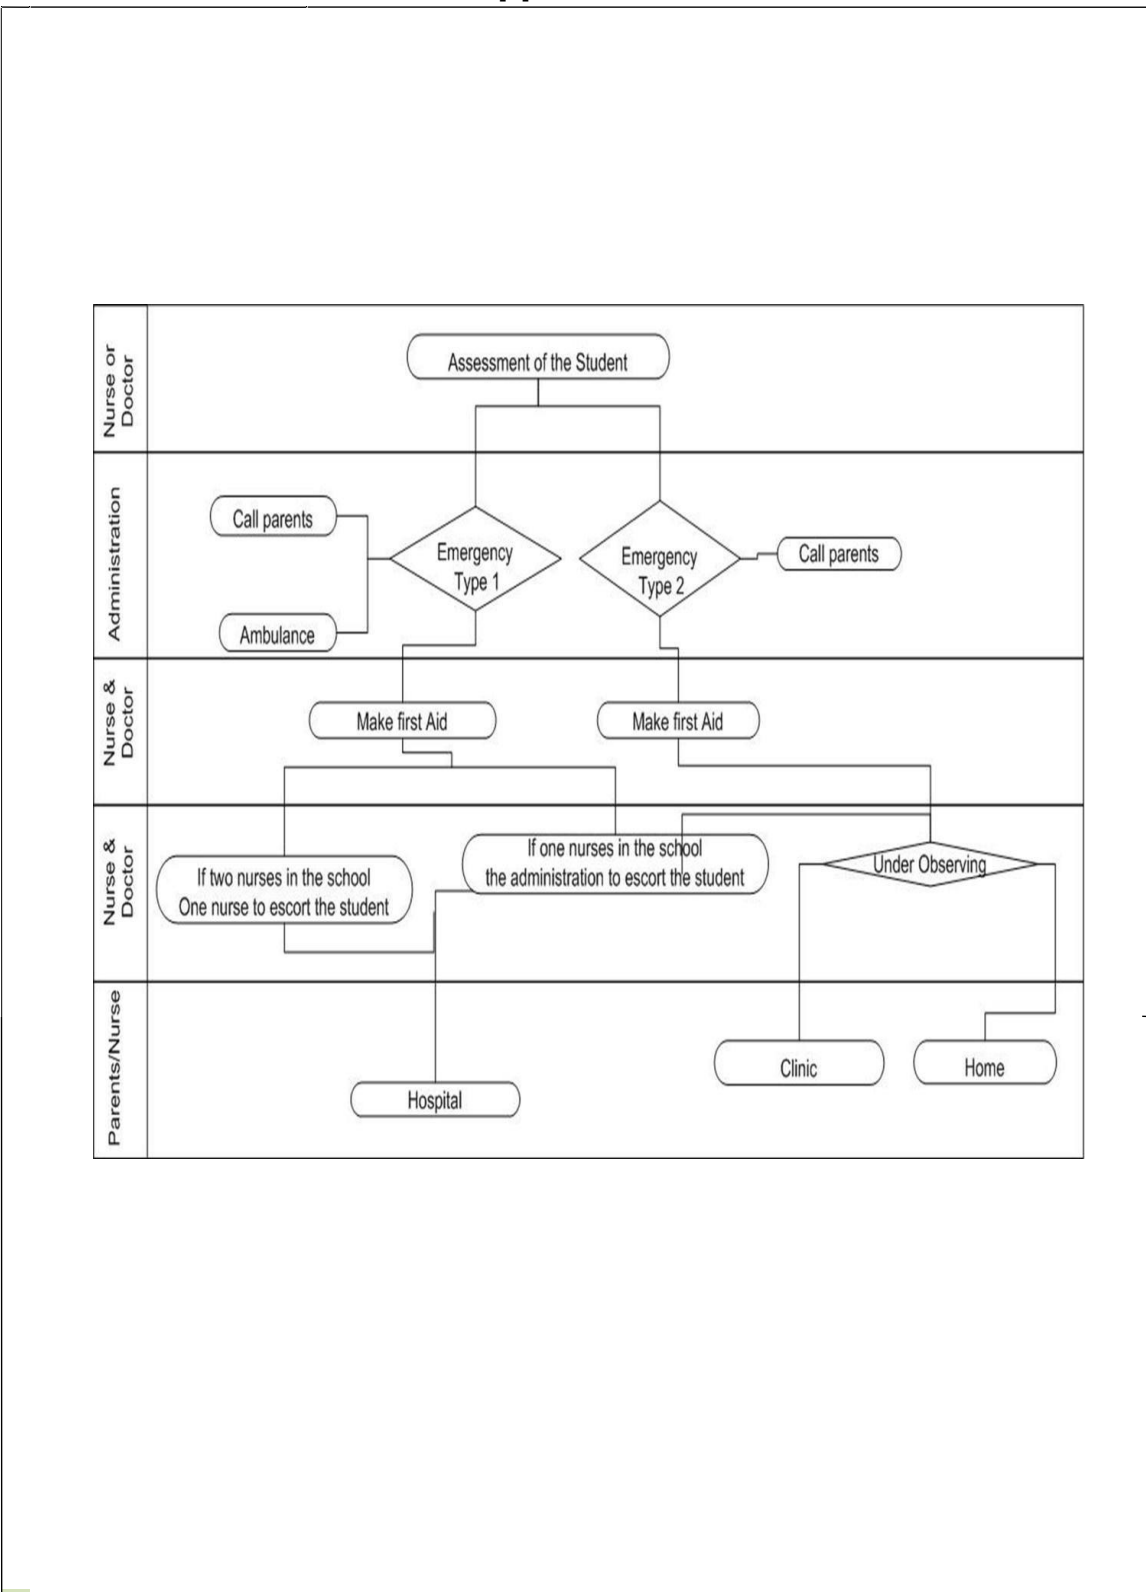 Nurse or
Doctor
Assessment of the Student
Administration
Call parents
Ambulance
Emergency
Type 1
Emergency
Type 2
Call parents
Nurse &
Doctor
Make first Aid
Make first Aid
Nurse &
Doctor
If two nurses in the school
One nurse to escort the student
If one nurses in the school
the administration to escort the student
Under Observing
Parents/Nurse
Hospital
Clinic
Home